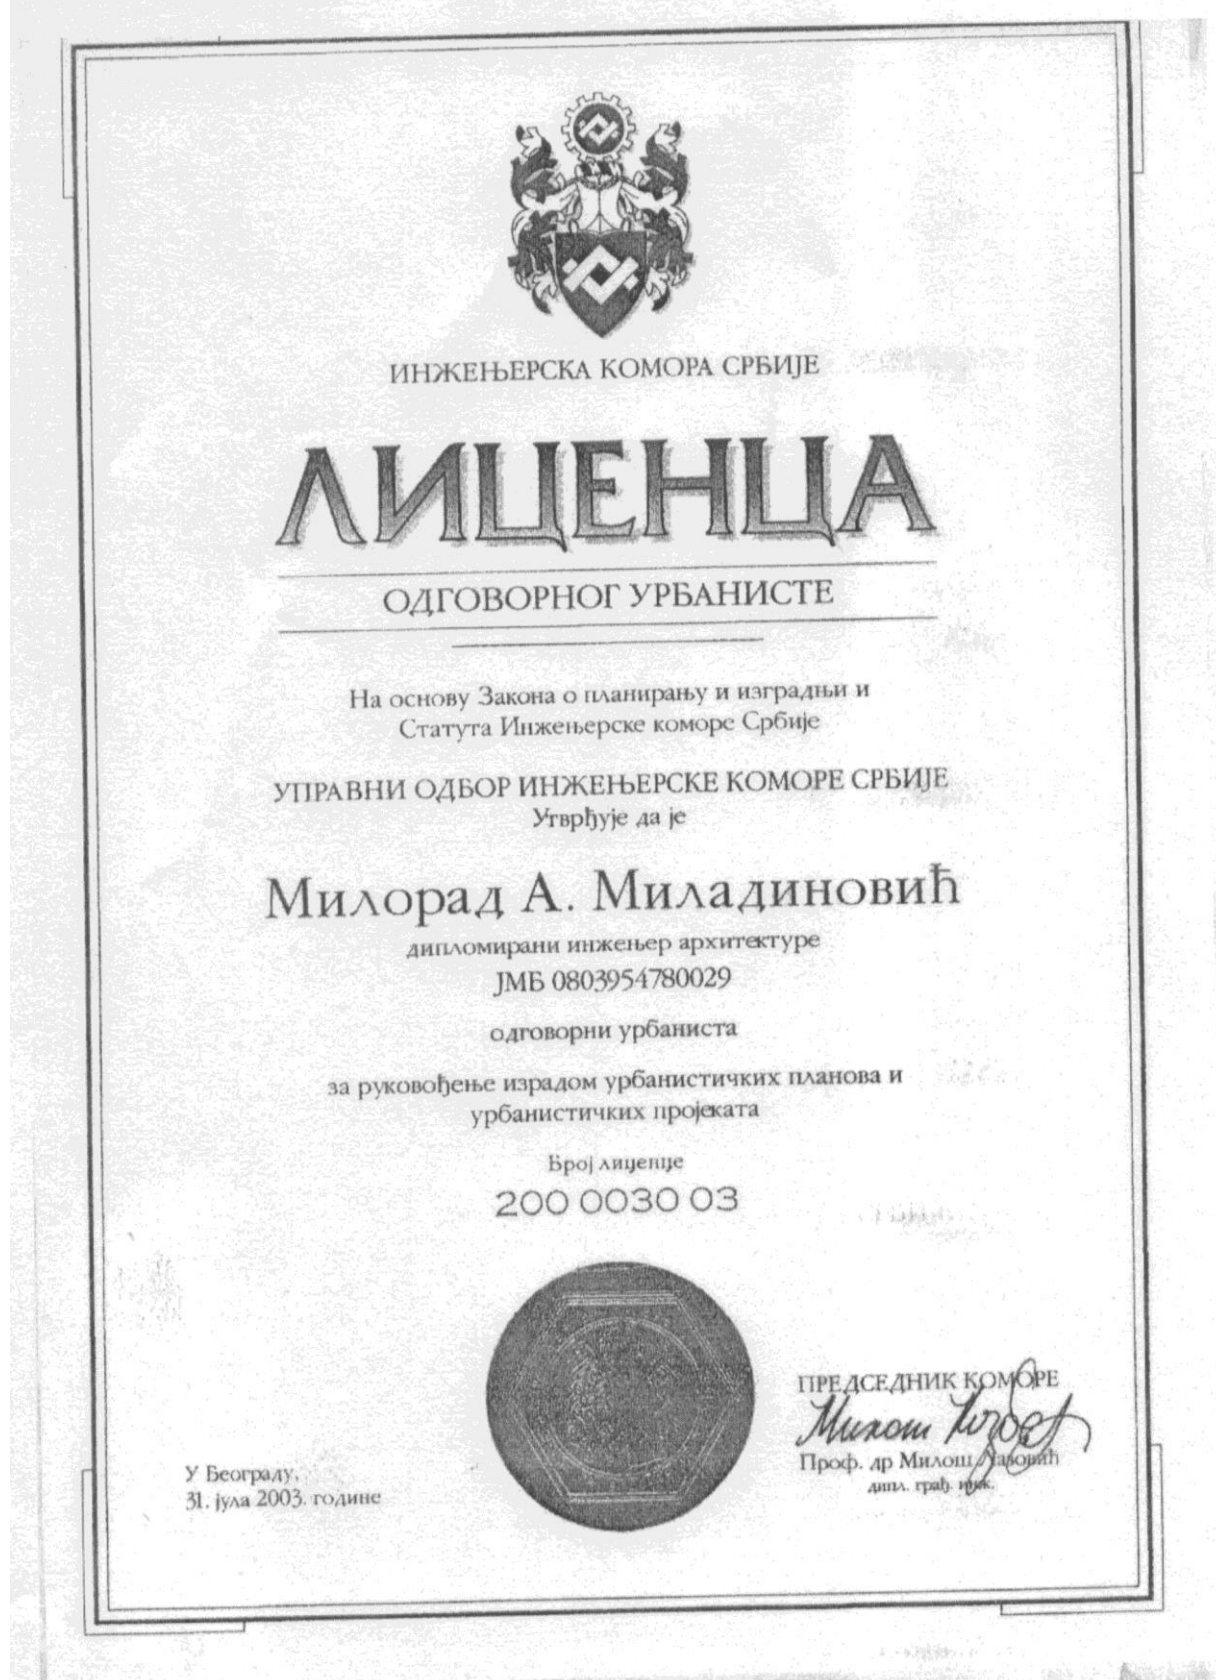 ИНЖЕЊЕРСКА КОМОРА СРБИЈЕ
ЛИЦЕНЦА
ОДГОВОРНОГ УРБАНИСТЕ
На основу Закона о планирању и изградњи и
Статута Инжењерске коморе Србије
УПРАВНИ ОДБОР ИНЖЕЊЕРСКЕ КОМОРЕ СРБИЈЕ
Утврђује да је
Милорад А. Миладиновић
дипломирани инжењер архитектуре
ЈМБ 0803954780029
одговорни урбаниста
за руковођење израдом урбанистичких планова и
урбанистичких пројеката
Број лиценце
200 0030 03
ПРЕДСЕДНИК КОМОРЕ
Проф. др Милош Лазовић
дипл. грађ. инж.
У Београду,
31. јула 2003. године